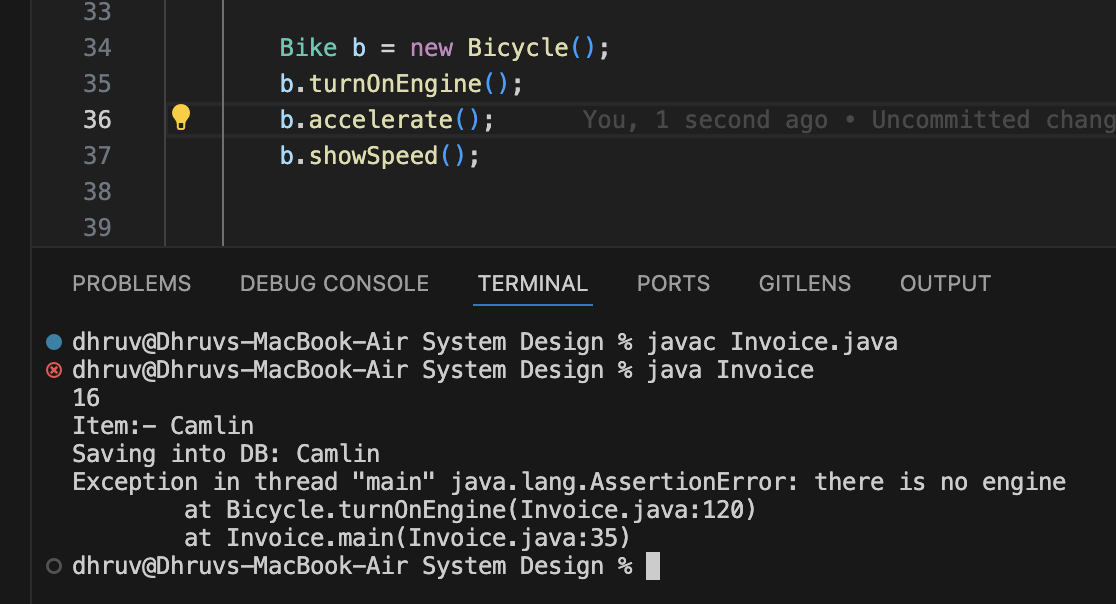 33
34 Bike b = new Bicycle();
35 b.turnOnEngine();
36 b.accelerate(); You, 1 second ago • Uncommitted chang
37 b.showSpeed();
38
39
PROBLEMS DEBUG CONSOLE TERMINAL PORTS GITLENS OUTPUT
dhruv@Dhruvs-MacBook-Air System Design % javac Invoice.java
dhruv@Dhruvs-MacBook-Air System Design % java Invoice
16
Item:- Camlin
Saving into DB: Camlin
Exception in thread "main" java.lang.AssertionError: there is no engine
at Bicycle.turnOnEngine(Invoice.java:120)
at Invoice.main(Invoice.java:35)
dhruv@Dhruvs-MacBook-Air System Design %